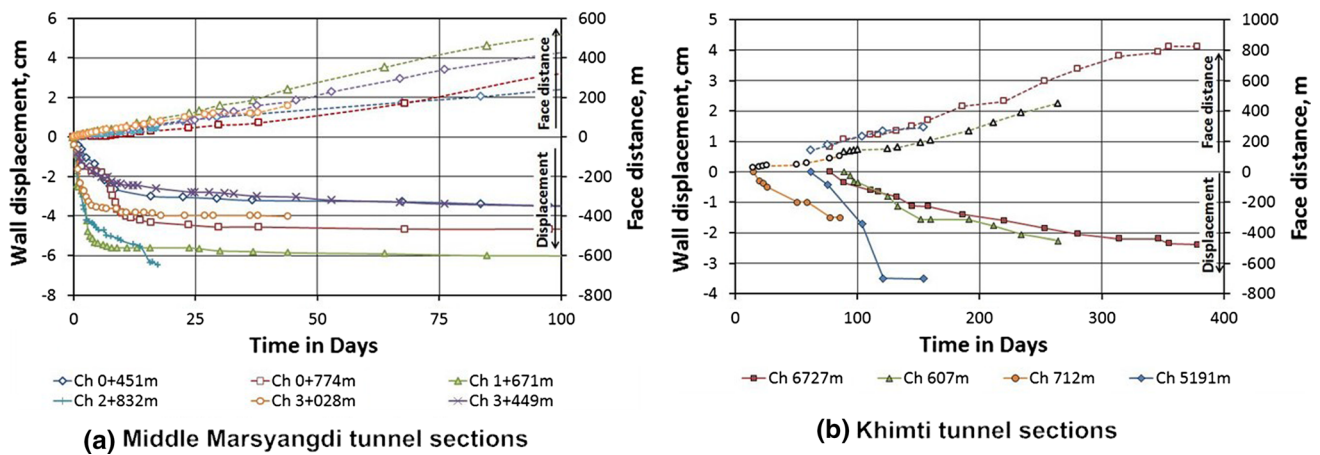 6
4
2
0
-2
-4
-6
-8
Wall displacement, cm
600
400
200
0
-200
-400
-600
-800
Face distance, m
Face distance
Displacement
0
25
50
75
100
Time in Days
Ch 0+451m
Ch 0+774m
Ch 1+671m
Ch 2+832m
Ch 3+028m
Ch 3+449m
(a) Middle Marsyangdi tunnel sections
5
4
3
2
1
0
-1
-2
-3
-4
Wall displacement, cm
1000
800
600
400
200
0
-200
-400
-600
-800
Face distance, m
Face distance
Displacement
0
100
200
300
400
Time in Days
Ch 6727m
Ch 607m
Ch 712m
Ch 5191m
(b) Khimti tunnel sections